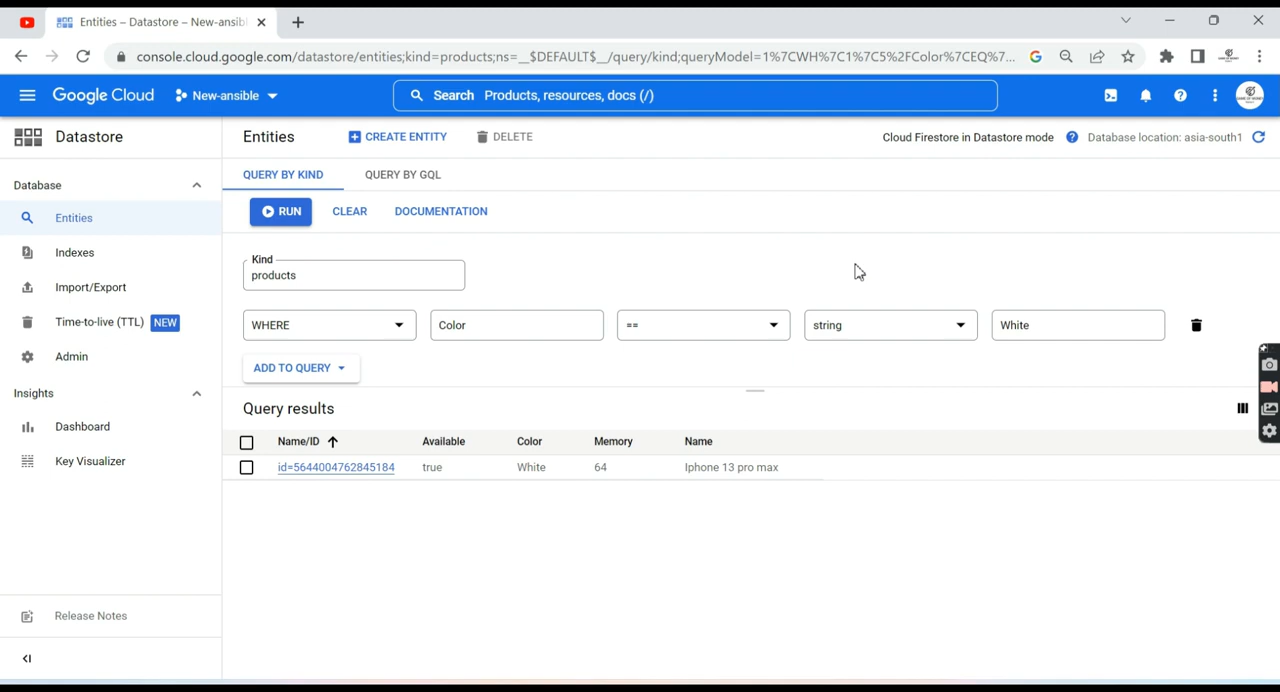 Entities – Datastore – New-ansibl
console.cloud.google.com/datastore/entities;kind=products;ns=__$DEFAULT$__/query/kind;queryModel=1%7CWH%7C1%7C5%2FColor%7CEQ%7...
Google Cloud
New-ansible
Search Products, resources, docs (/)
Datastore
Entities
CREATE ENTITY
DELETE
Cloud Firestore in Datastore mode
Database location: asia-south1
Database
Entities
Indexes
Import/Export
Time-to-live (TTL) NEW
Admin
Insights
Dashboard
Key Visualizer
Release Notes
QUERY BY KIND
QUERY BY GQL
RUN
CLEAR
DOCUMENTATION
Kind
products
WHERE Color == string White
ADD TO QUERY
Query results
Name/ID Available Color Memory Name
id=5644004762845184 true White 64 Iphone 13 pro max